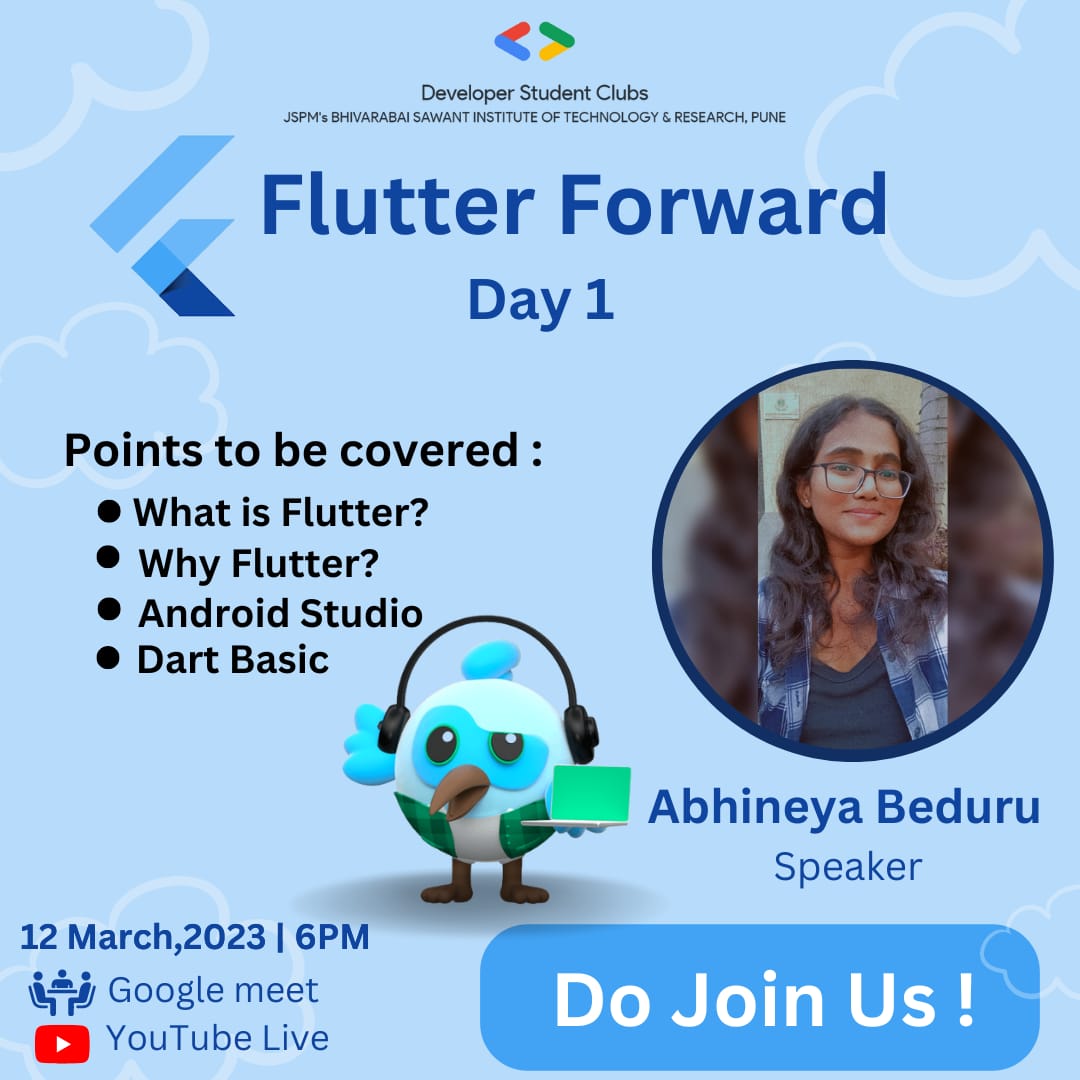 Developer Student Clubs
JSPM's BHIVARABAI SAWANT INSTITUTE OF TECHNOLOGY & RESEARCH, PUNE
Flutter Forward
Day 1
Points to be covered :
What is Flutter?
Why Flutter?
Android Studio
Dart Basic
Abhineya Beduru
Speaker
12 March,2023 | 6PM
Google meet
YouTube Live
Do Join Us !